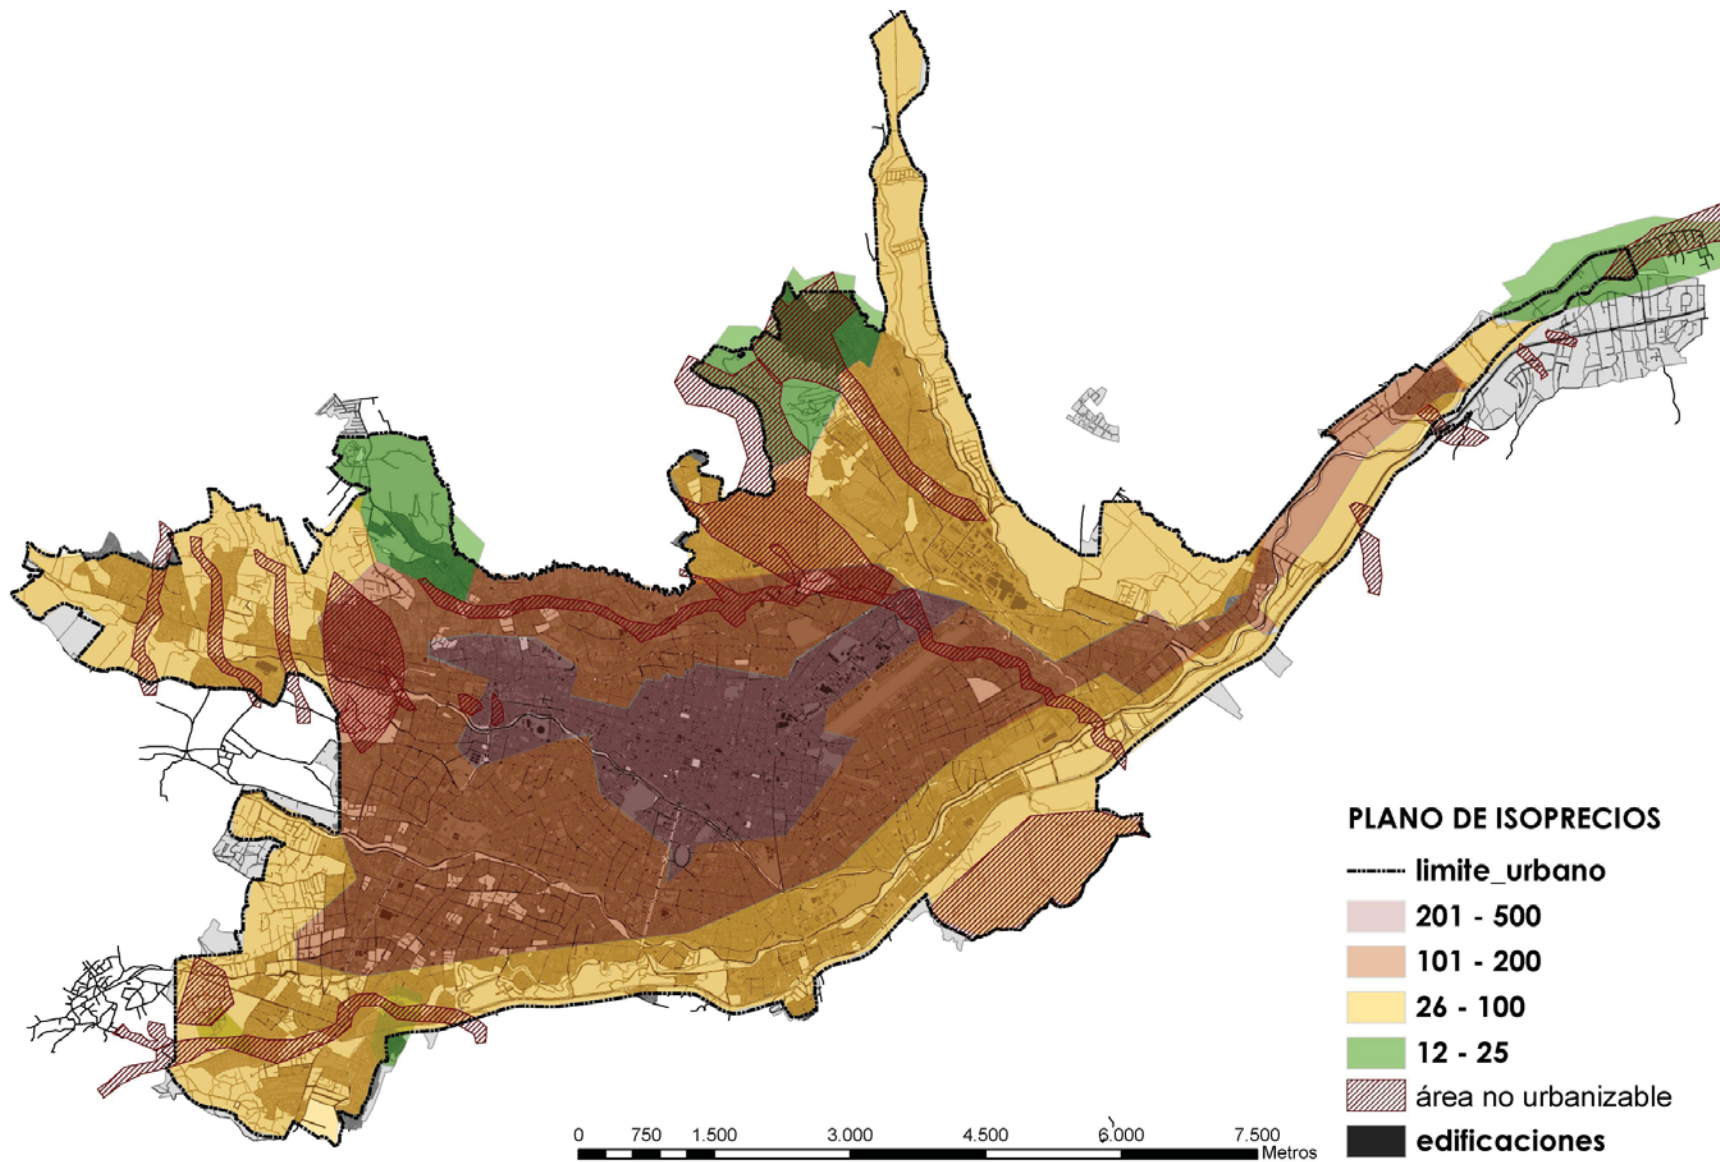 PLANO DE ISOPRECIOS
limite_urbano
201 - 500
101 - 200
26 - 100
12 - 25
área no urbanizable
edificaciones
0 750 1.500 3.000 4.500 6.000 7.500
Metros